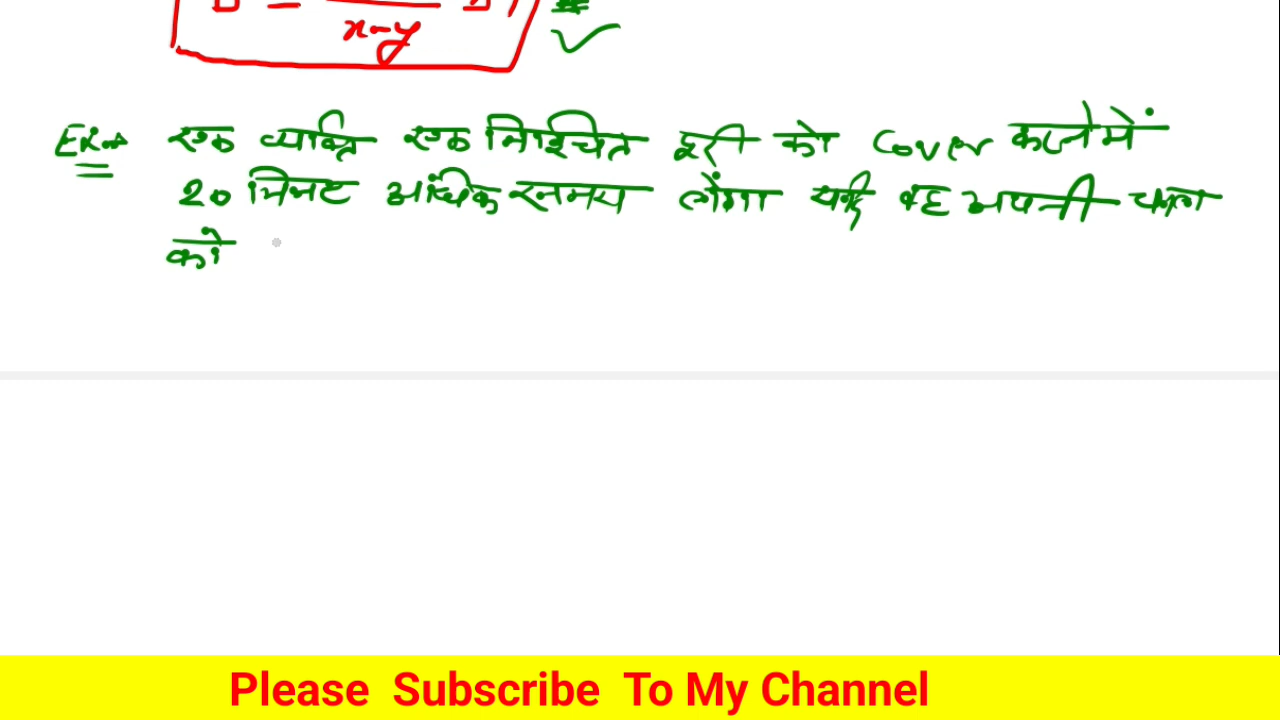 x-y
Ex→ एक व्यक्ति एक निश्चित दूरी को Cover करने में
20 मिनट अधिक समय लेगा यदि वह अपनी चाल
को
Please Subscribe To My Channel